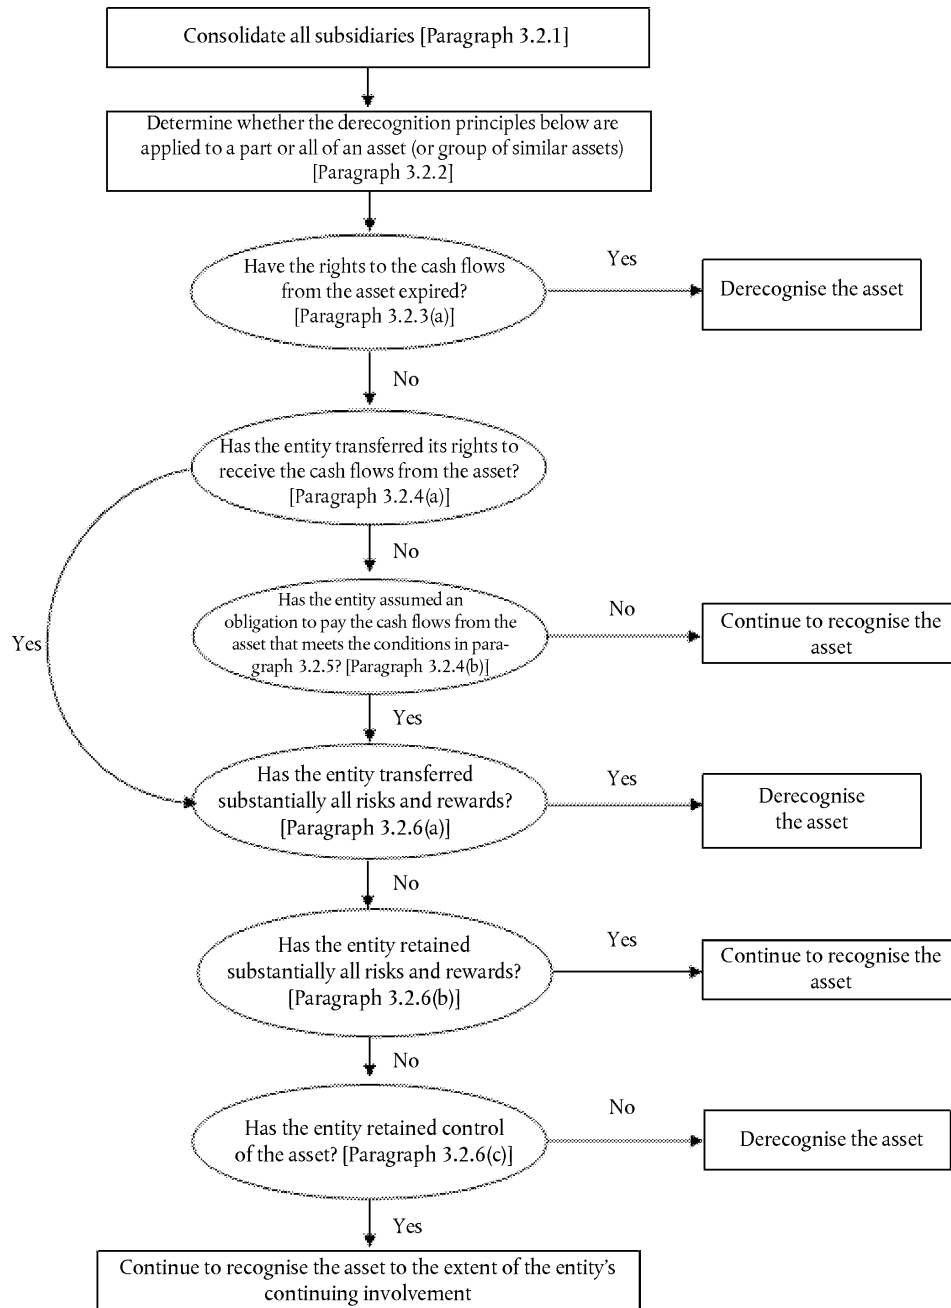 Consolidate all subsidiaries [Paragraph 3.2.1]
Determine whether the derecognition principles below are
applied to a part or all of an asset (or group of similar assets)
[Paragraph 3.2.2]
Have the rights to the cash flows
from the asset expired?
[Paragraph 3.2.3(a)]
Yes
Derecognise the asset
No
Has the entity transferred its rights to
receive the cash flows from the asset?
[Paragraph 3.2.4(a)]
Yes
No
Has the entity assumed an
obligation to pay the cash flows from the
asset that meets the conditions in para-
graph 3.2.5? [Paragraph 3.2.4(b)]
No
Continue to recognise the
asset
Yes
Has the entity transferred
substantially all risks and rewards?
[Paragraph 3.2.6(a)]
Yes
Derecognise
the asset
No
Has the entity retained
substantially all risks and rewards?
[Paragraph 3.2.6(b)]
Yes
Continue to recognise the
asset
No
Has the entity retained control
of the asset? [Paragraph 3.2.6(c)]
No
Derecognise the asset
Yes
Continue to recognise the asset to the extent of the entity’s
continuing involvement